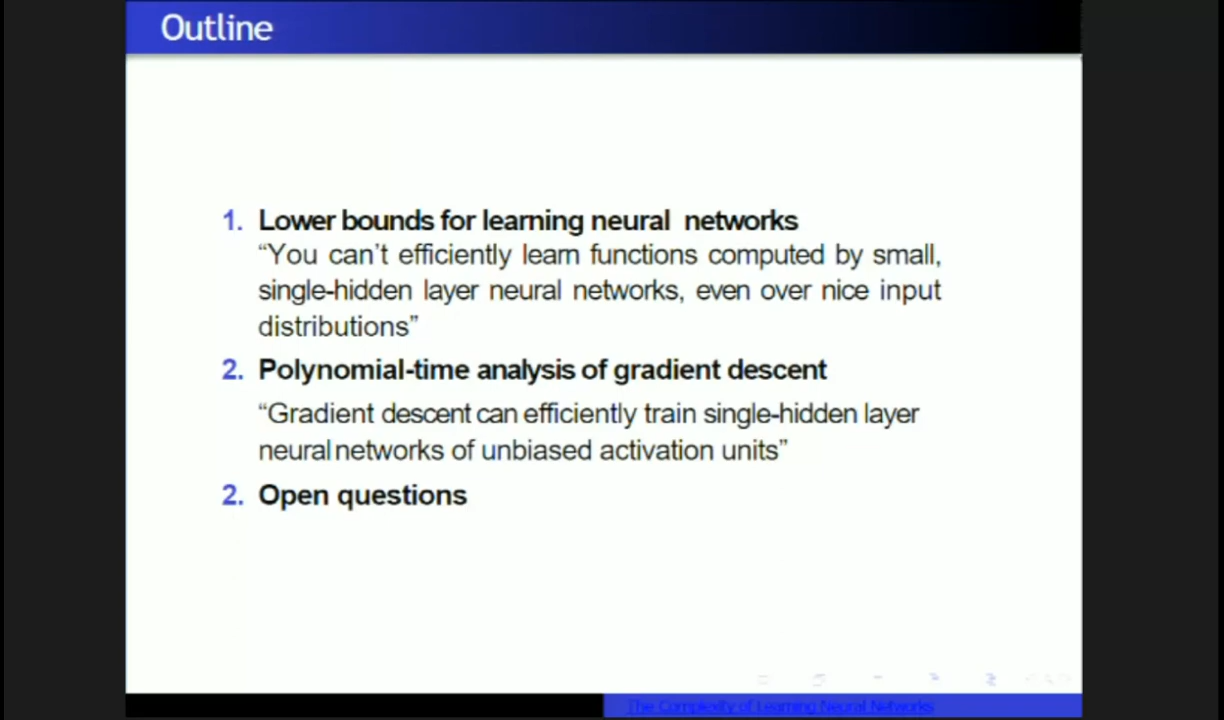 Outline
1. Lower bounds for learning neural networks
“You can’t efficiently learn functions computed by small,
single-hidden layer neural networks, even over nice input
distributions”
2. Polynomial-time analysis of gradient descent
“Gradient descent can efficiently train single-hidden layer
neural networks of unbiased activation units”
2. Open questions
The Complexity of Learning Neural Networks